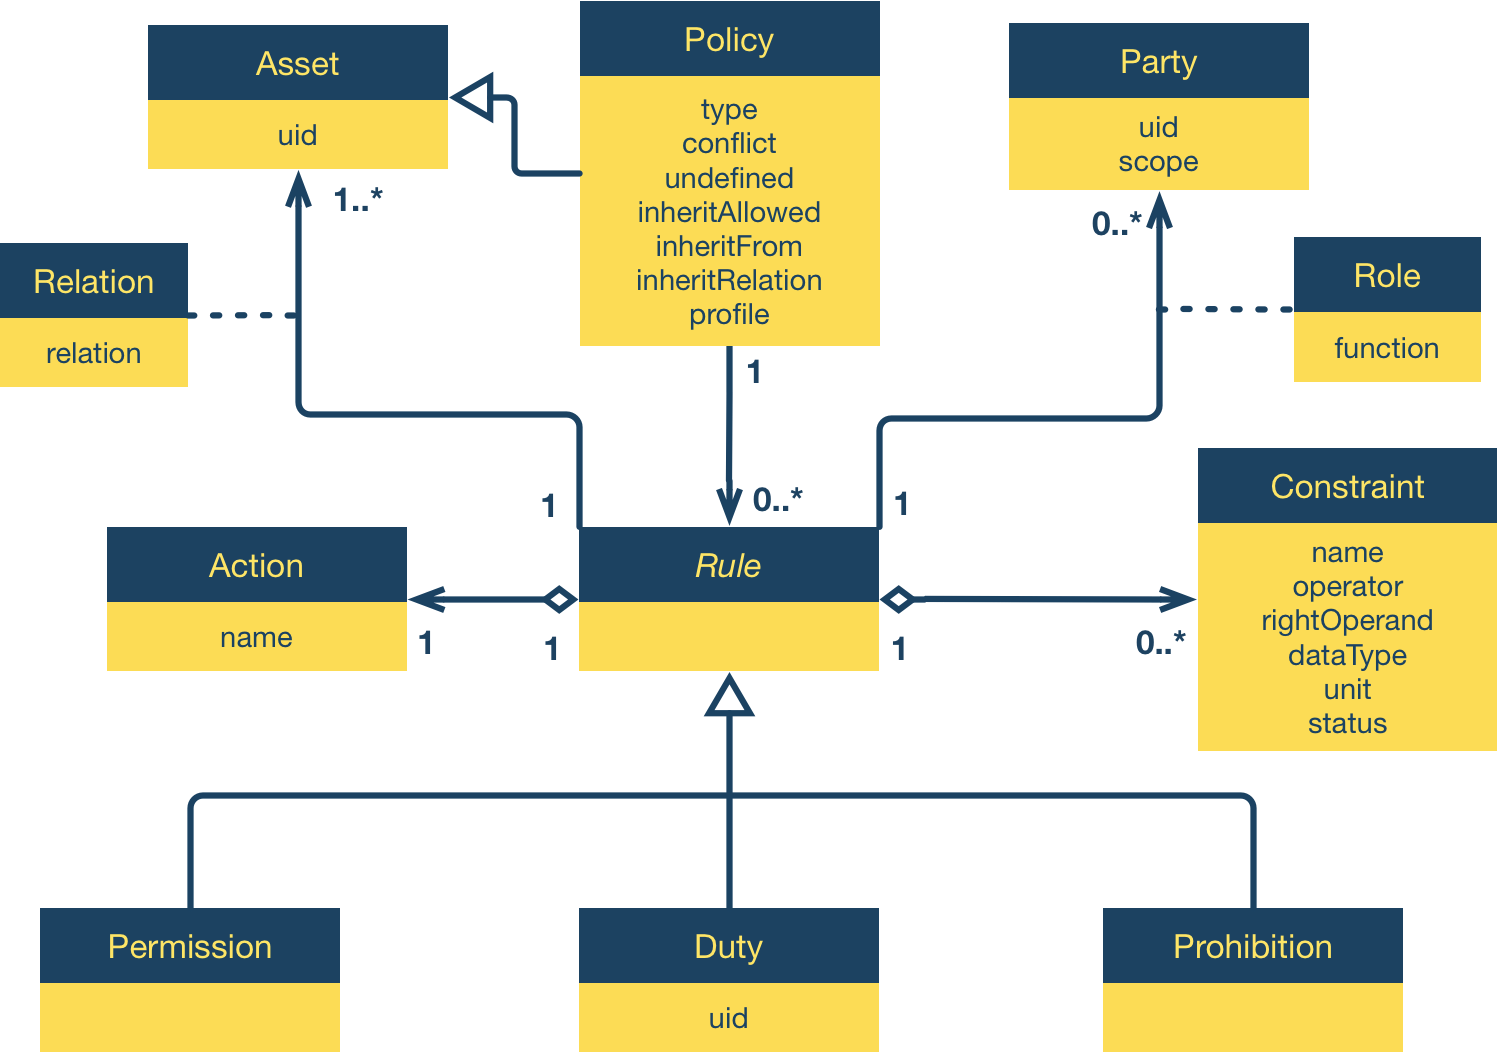 Asset
uid
Policy
type
conflict
undefined
inheritAllowed
inheritFrom
inheritRelation
profile
Party
uid
scope
1..*
0..*
Relation
relation
Role
function
1
0..*
1
1
Action
name
Rule
Constraint
name
operator
rightOperand
dataType
unit
status
1
1
1
0..*
Permission
Duty
uid
Prohibition